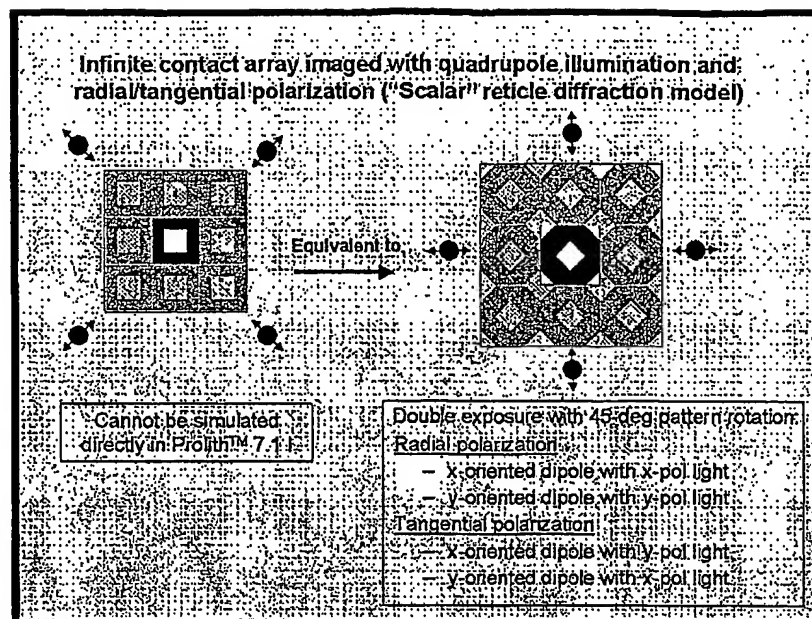 Infinite contact array imaged with quadrupole illumination and
radial/tangential polarization ("Scalar" reticle diffraction model)
Equivalent to
Cannot be simulated
directly in Prolith™ 7.1
Double exposure with 45-deg pattern rotation
Radial polarization
– x-oriented dipole with x-pol light
– y-oriented dipole with y-pol light
Tangential polarization
– x-oriented dipole with y-pol light
– y-oriented dipole with x-pol light